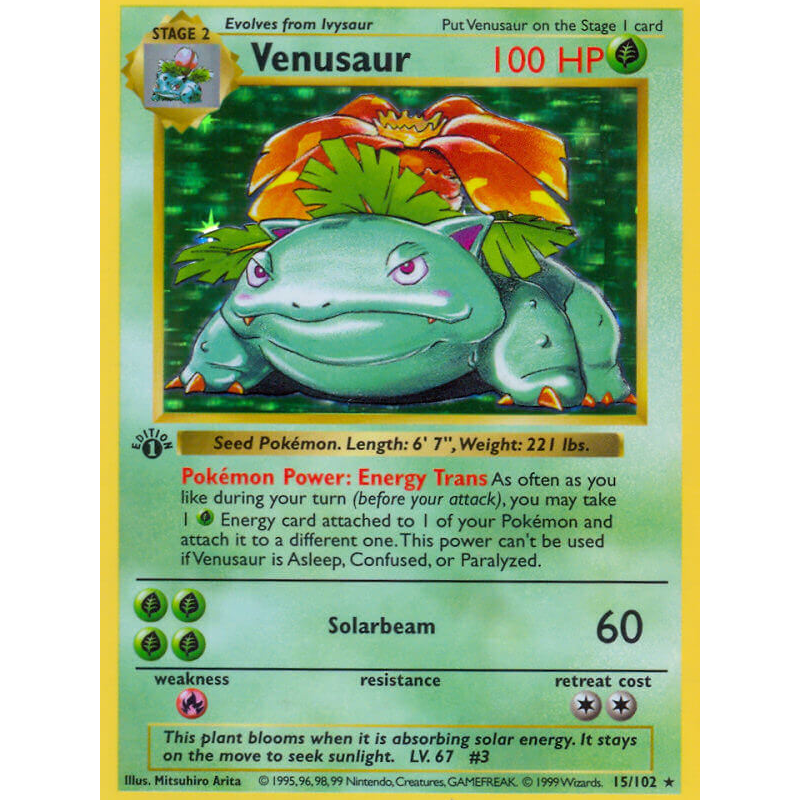 Evolves from Ivysaur
Put Venusaur on the Stage 1 card
STAGE 2
Venusaur
100 HP
EDITION
1
Seed Pokémon. Length: 6' 7", Weight: 221 lbs.
Pokémon Power: Energy Trans As often as you
like during your turn (before your attack), you may take
1 Energy card attached to 1 of your Pokémon and
attach it to a different one. This power can't be used
if Venusaur is Asleep, Confused, or Paralyzed.
Solarbeam 60
weakness resistance retreat cost
This plant blooms when it is absorbing solar energy. It stays
on the move to seek sunlight. LV. 67 #3
Illus. Mitsuhiro Arita © 1995, 96, 98, 99 Nintendo, Creatures, GAMEFREAK. © 1999 Wizards. 15/102 ★